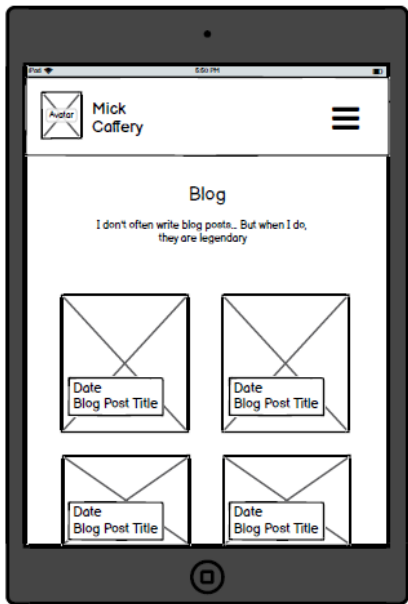 iPad
5:50 PM
Avatar
Mick
Caffery
Blog
I don't often write blog posts... But when I do,
they are legendary
Date
Blog Post Title
Date
Blog Post Title
Date
Blog Post Title
Date
Blog Post Title